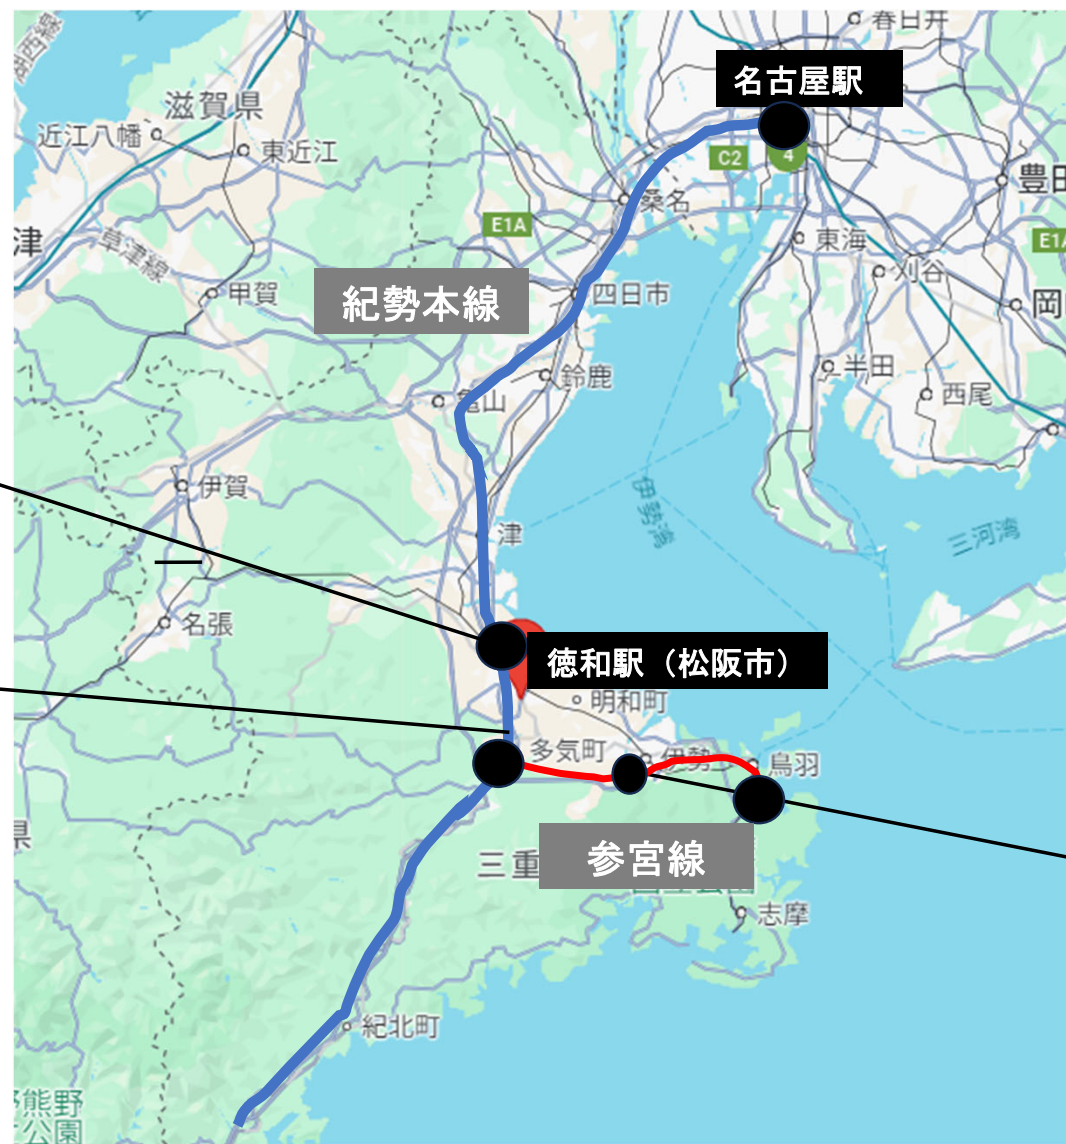 湖西線
春日井
名古屋駅
滋賀県
近江八幡
東近江
C2
4
豊田
桑名
E1A
津
草津線
東海
E1A
刈谷
甲賀
四日市
紀勢本線
岡
半田
鈴鹿
西尾
亀山
伊賀
伊勢湾
津
三河湾
名張
徳和駅（松阪市）
明和町
多気町
伊勢
鳥羽
県
参宮線
三重
志摩
紀北町
熊野
公園